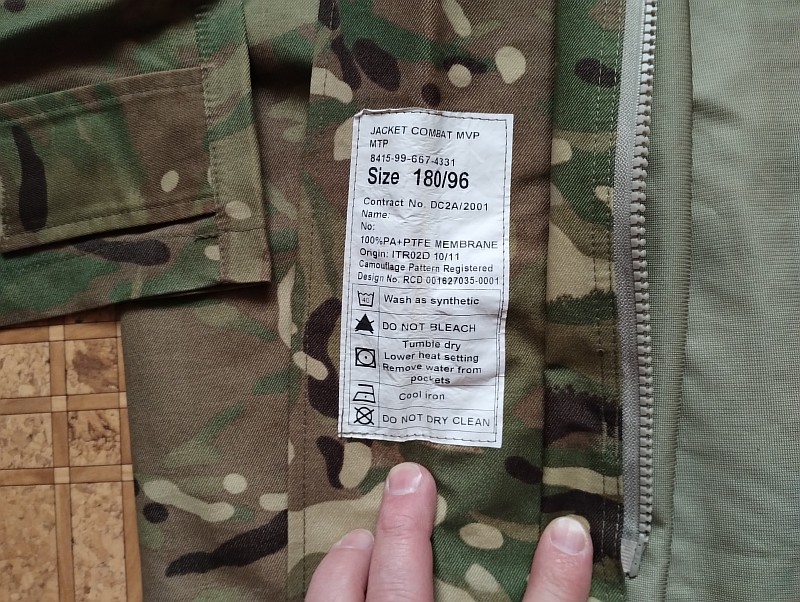 JACKET COMBAT MVP
MTP
8415-99-667-4331
Size 180/96
Contract No. DC2A/2001
Name:
No:
100%PA+PTFE MEMBRANE
Origin: ITR02D 10/11
Camouflage Pattern Registered
Design No: RCD 001627035-0001
40
Wash as synthetic
DO NOT BLEACH
Tumble dry
Lower heat setting
Remove water from
pockets
Cool iron
DO NOT DRY CLEAN